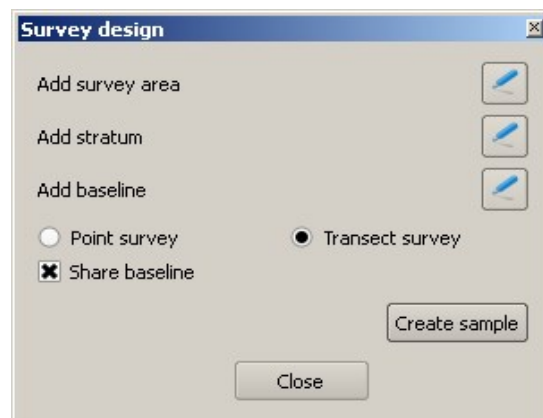 Survey design
Add survey area
Add stratum
Add baseline
Point survey Transect survey
Share baseline
Create sample
Close